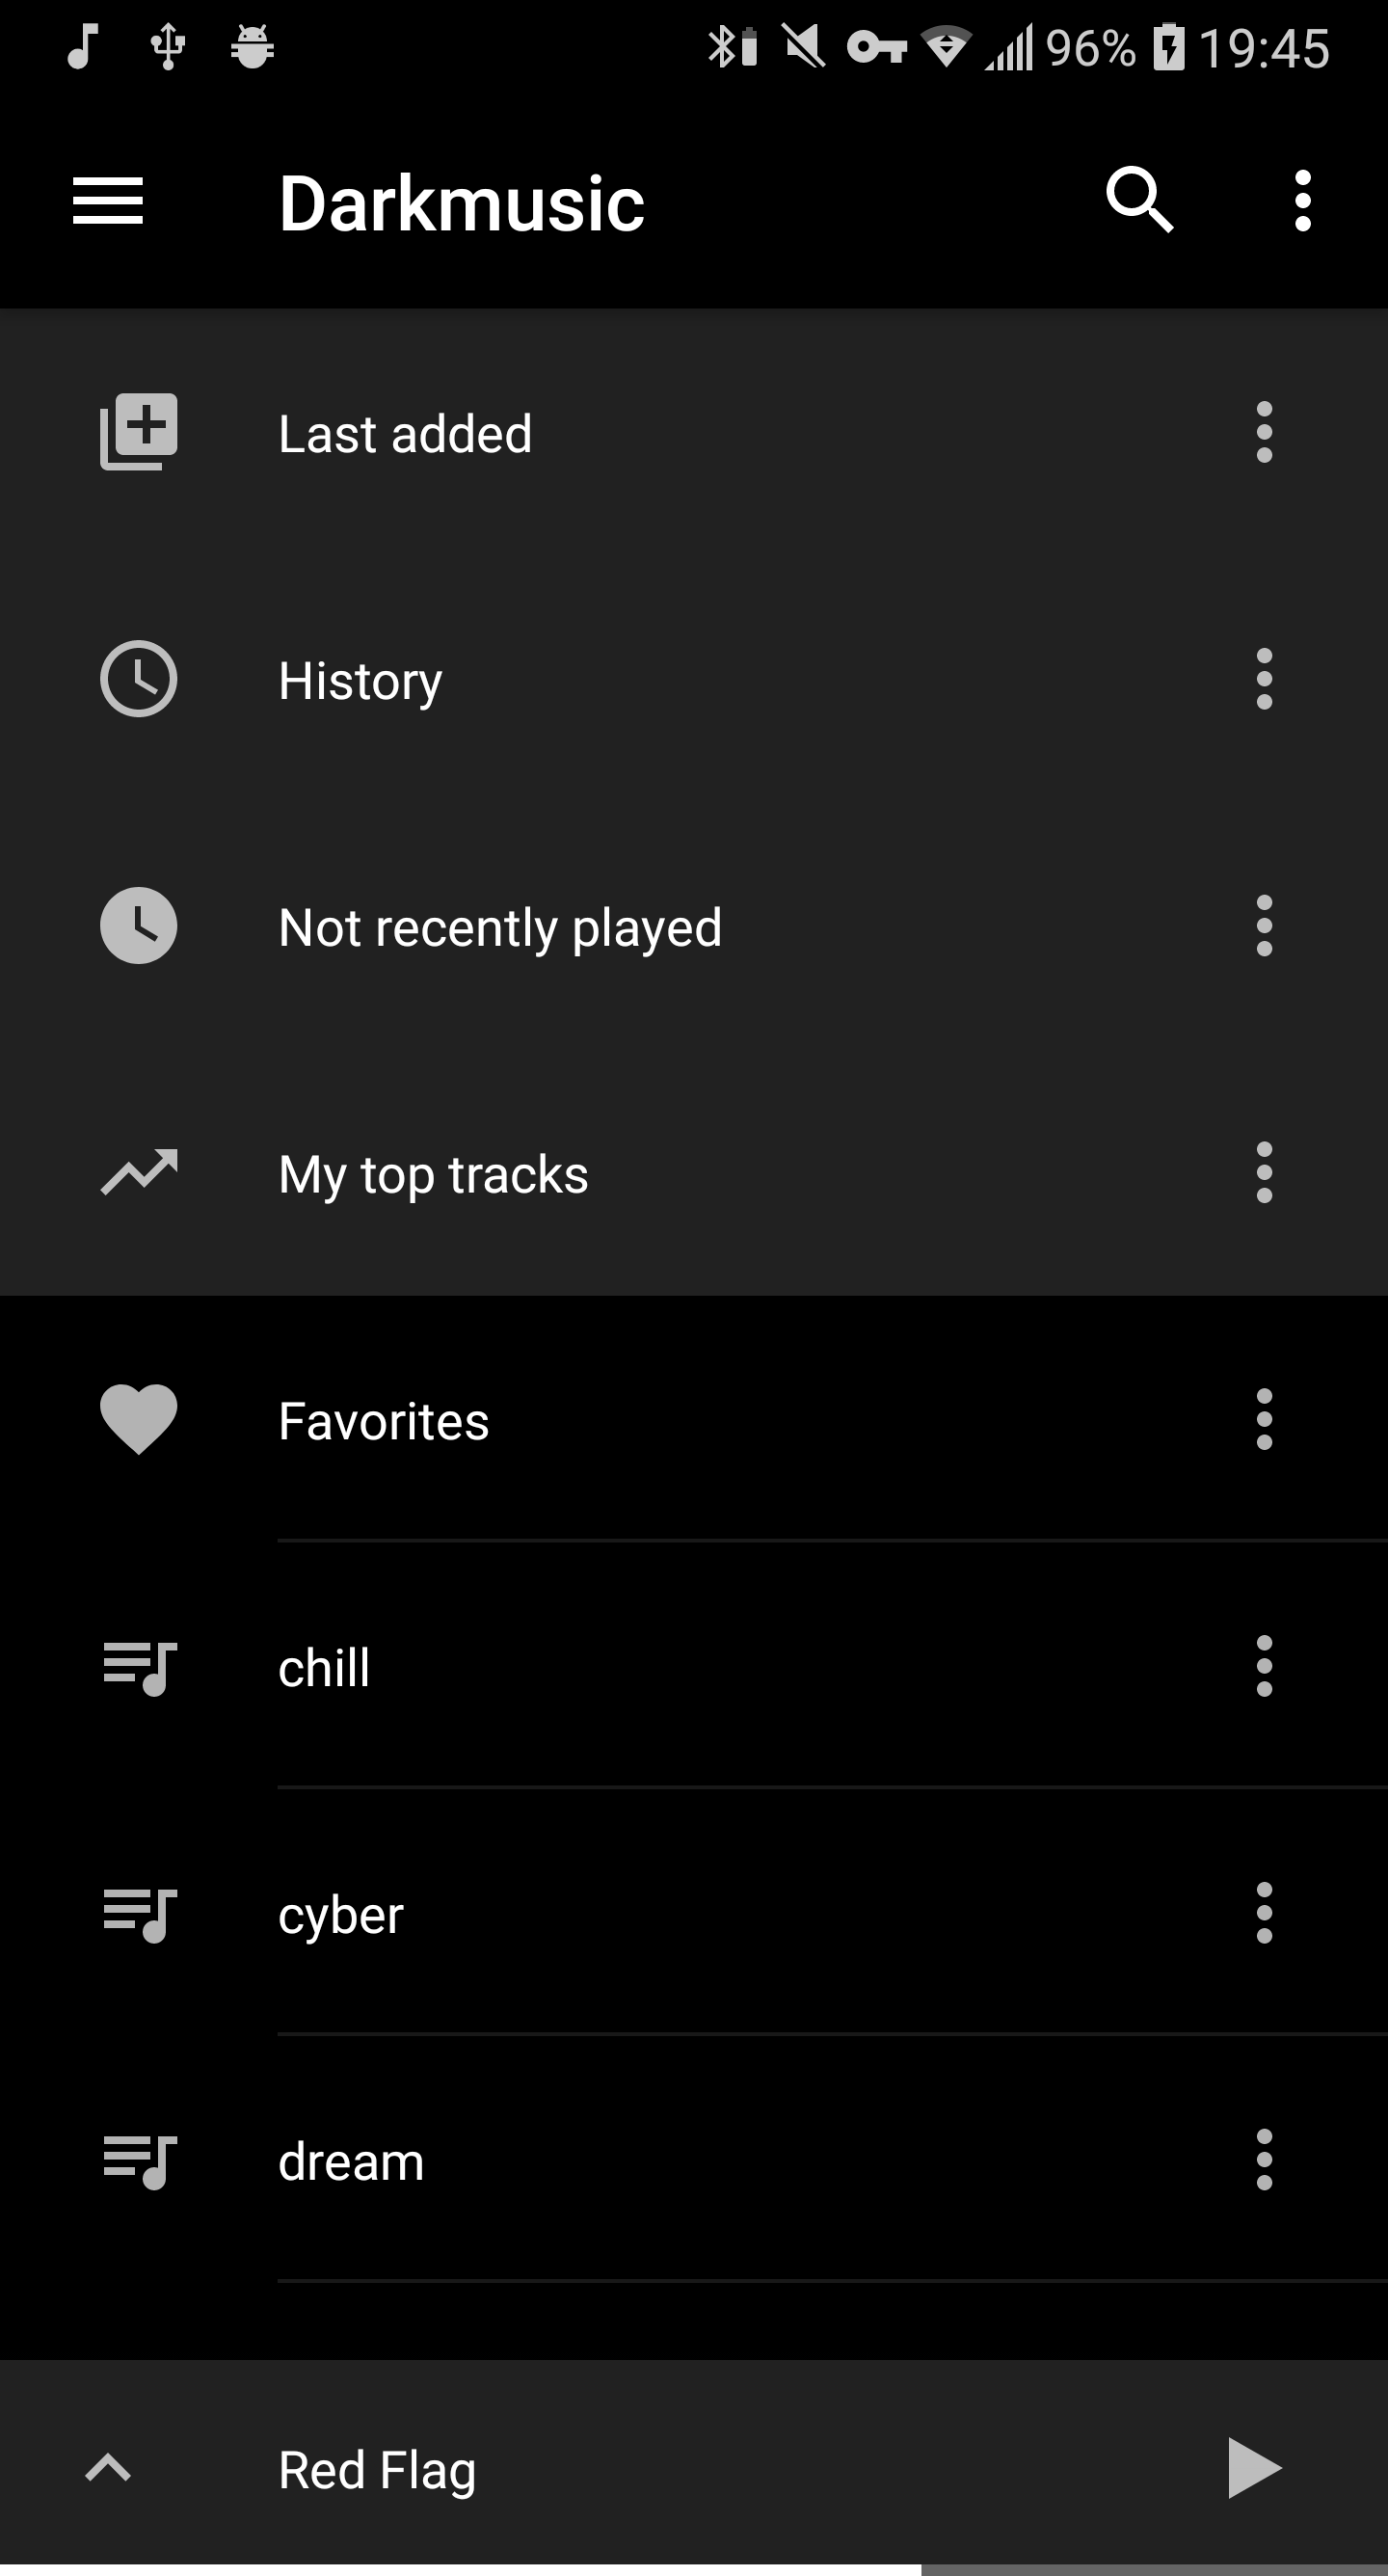 96% 19:45
Darkmusic
Last added
History
Not recently played
My top tracks
Favorites
chill
cyber
dream
Red Flag